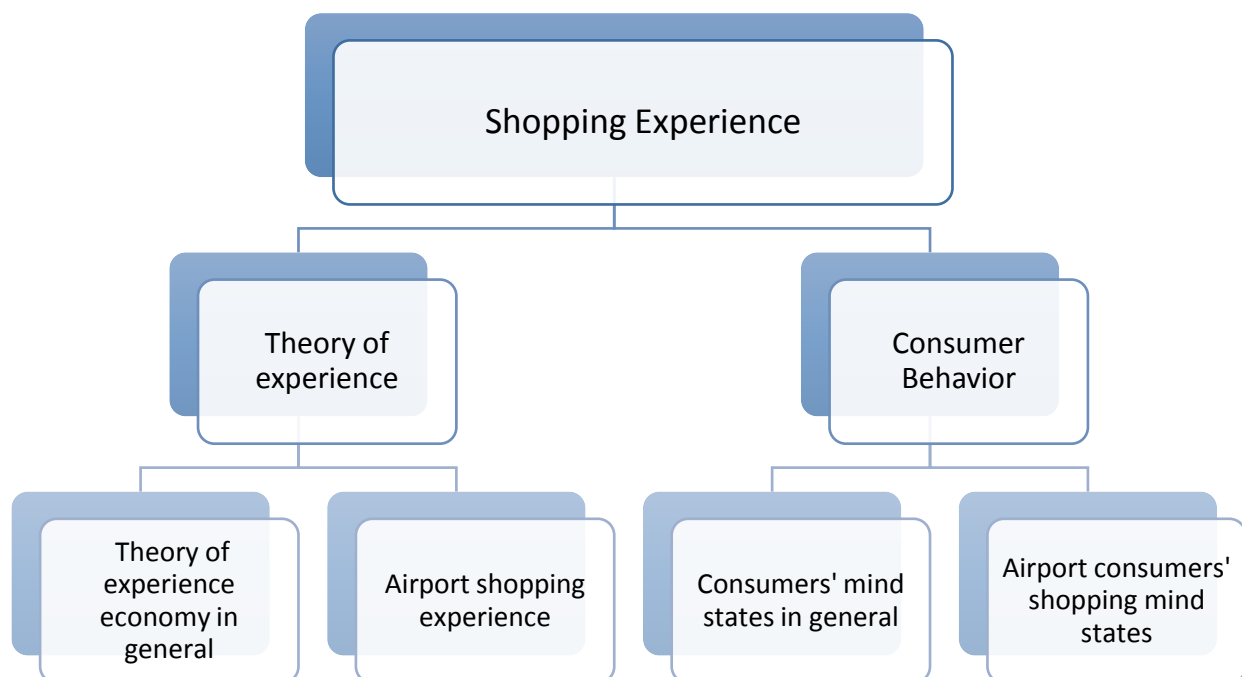 Shopping Experience
Theory of
experience
Consumer
Behavior
Theory of
experience
economy in
general
Airport shopping
experience
Consumers' mind
states in general
Airport consumers'
shopping mind
states